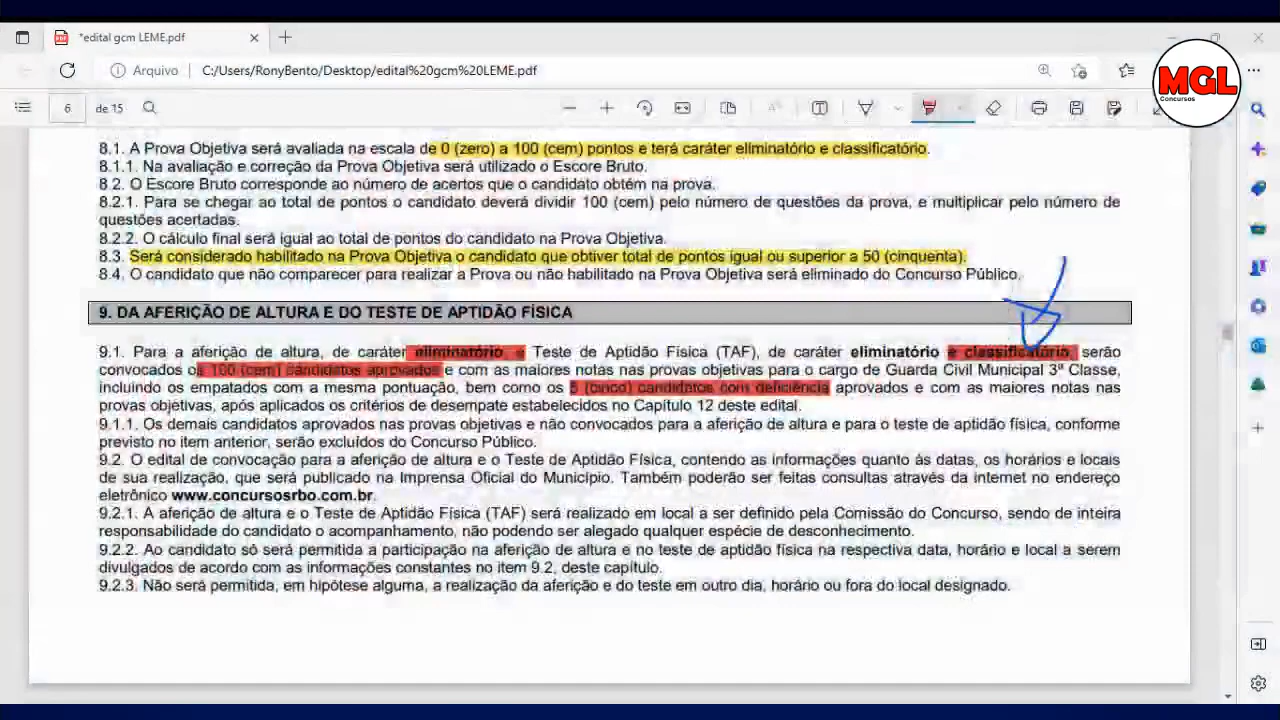 *edital gcm LEME.pdf
Arquivo
C:/Users/RonyBento/Desktop/edital%20gcm%20LEME.pdf
MGL
Concursos
6
de 15
8.1. A Prova Objetiva será avaliada na escala de 0 (zero) a 100 (cem) pontos e terá caráter eliminatório e classificatório.
8.1.1. Na avaliação e correção da Prova Objetiva será utilizado o Escore Bruto.
8.2. O Escore Bruto corresponde ao número de acertos que o candidato obtém na prova.
8.2.1. Para se chegar ao total de pontos o candidato deverá dividir 100 (cem) pelo número de questões da prova, e multiplicar pelo número de
questões acertadas.
8.2.2. O cálculo final será igual ao total de pontos do candidato na Prova Objetiva.
8.3. Será considerado habilitado na Prova Objetiva o candidato que obtiver total de pontos igual ou superior a 50 (cinquenta).
8.4. O candidato que não comparecer para realizar a Prova ou não habilitado na Prova Objetiva será eliminado do Concurso Público.
9. DA AFERIÇÃO DE ALTURA E DO TESTE DE APTIDÃO FÍSICA
9.1. Para a aferição de altura, de caráter eliminatório, e Teste de Aptidão Física (TAF), de caráter eliminatório e classificatório, serão
convocados os 100 (cem) candidatos aprovados e com as maiores notas nas provas objetivas para o cargo de Guarda Civil Municipal 3ª Classe,
incluindo os empatados com a mesma pontuação, bem como os 5 (cinco) candidatos com deficiência aprovados e com as maiores notas nas
provas objetivas, após aplicados os critérios de desempate estabelecidos no Capítulo 12 deste edital.
9.1.1. Os demais candidatos aprovados nas provas objetivas e não convocados para a aferição de altura e para o teste de aptidão física, conforme
previsto no item anterior, serão excluídos do Concurso Público.
9.2. O edital de convocação para a aferição de altura e o Teste de Aptidão Física, contendo as informações quanto às datas, os horários e locais
de sua realização, que será publicado na Imprensa Oficial do Município. Também poderão ser feitas consultas através da internet no endereço
eletrônico www.concursosrbo.com.br.
9.2.1. A aferição de altura e o Teste de Aptidão Física (TAF) será realizado em local a ser definido pela Comissão do Concurso, sendo de inteira
responsabilidade do candidato o acompanhamento, não podendo ser alegado qualquer espécie de desconhecimento.
9.2.2. Ao candidato só será permitida a participação na aferição de altura e no teste de aptidão física na respectiva data, horário e local a serem
divulgados de acordo com as informações constantes no item 9.2, deste capítulo.
9.2.3. Não será permitida, em hipótese alguma, a realização da aferição e do teste em outro dia, horário ou fora do local designado.